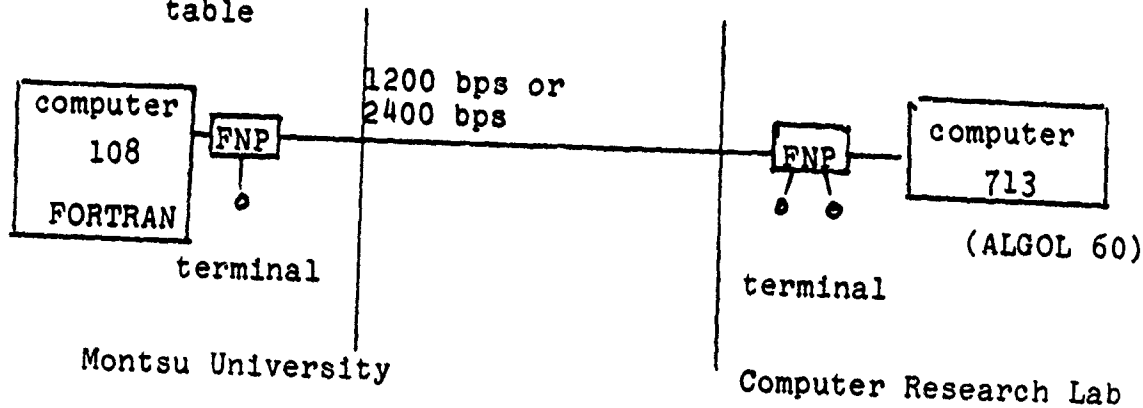 table
1200 bps or
2400 bps
computer
108
FORTRAN
FNP
FNP
computer
713
(ALGOL 60)
terminal
terminal
Montsu University
Computer Research Lab